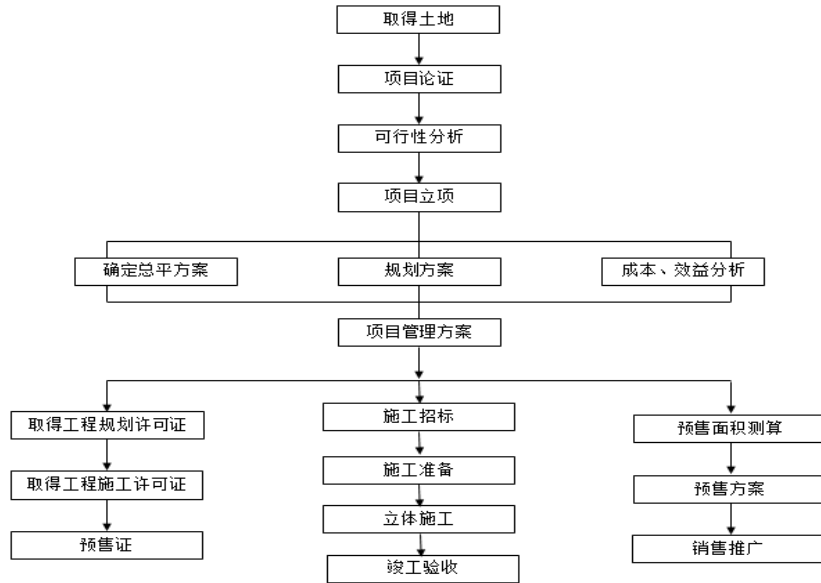 取得土地
项目论证
可行性分析
项目立项
确定总平方案
规划方案
成本、效益分析
项目管理方案
取得工程规划许可证
施工招标
预售面积测算
取得工程施工许可证
施工准备
预售方案
预售证
立体施工
销售推广
竣工验收